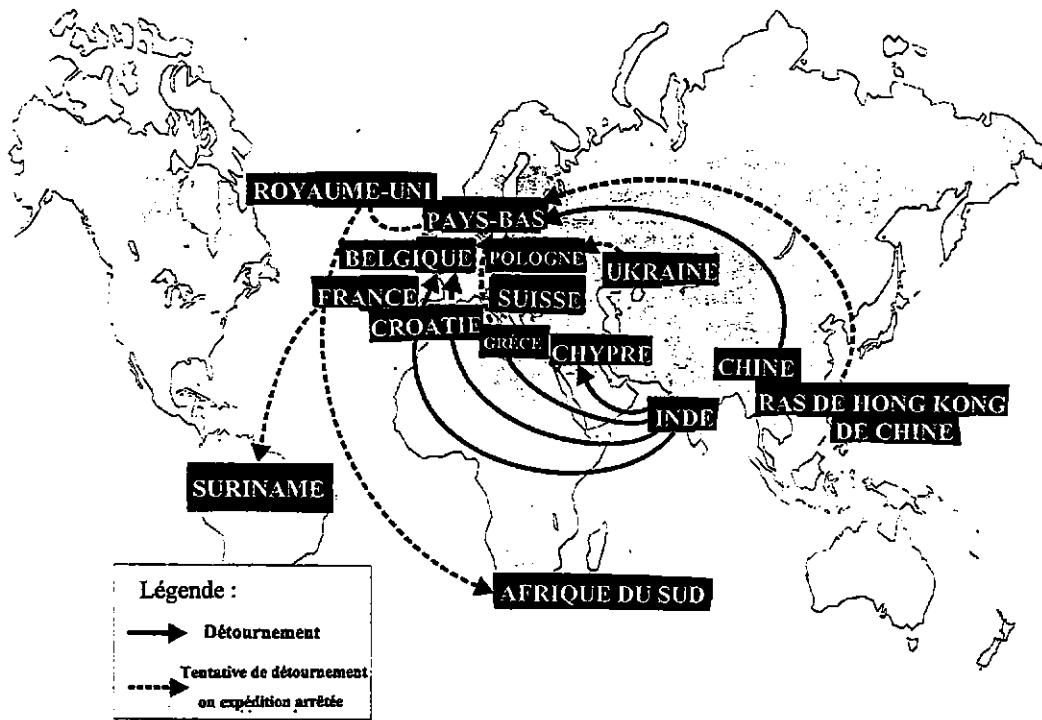 ROYAUME-UNI
PAYS-BAS
BELGIQUE
POLOGNE
UKRAINE
FRANCE
SUISSE
CROATIE
GRÈCE
CHYPRE
CHINE
INDE
RAS DE HONG KONG
DE CHINE
SURINAME
AFRIQUE DU SUD
Légende :
Détournement
Tentative de détournement
ou expédition arrêtée